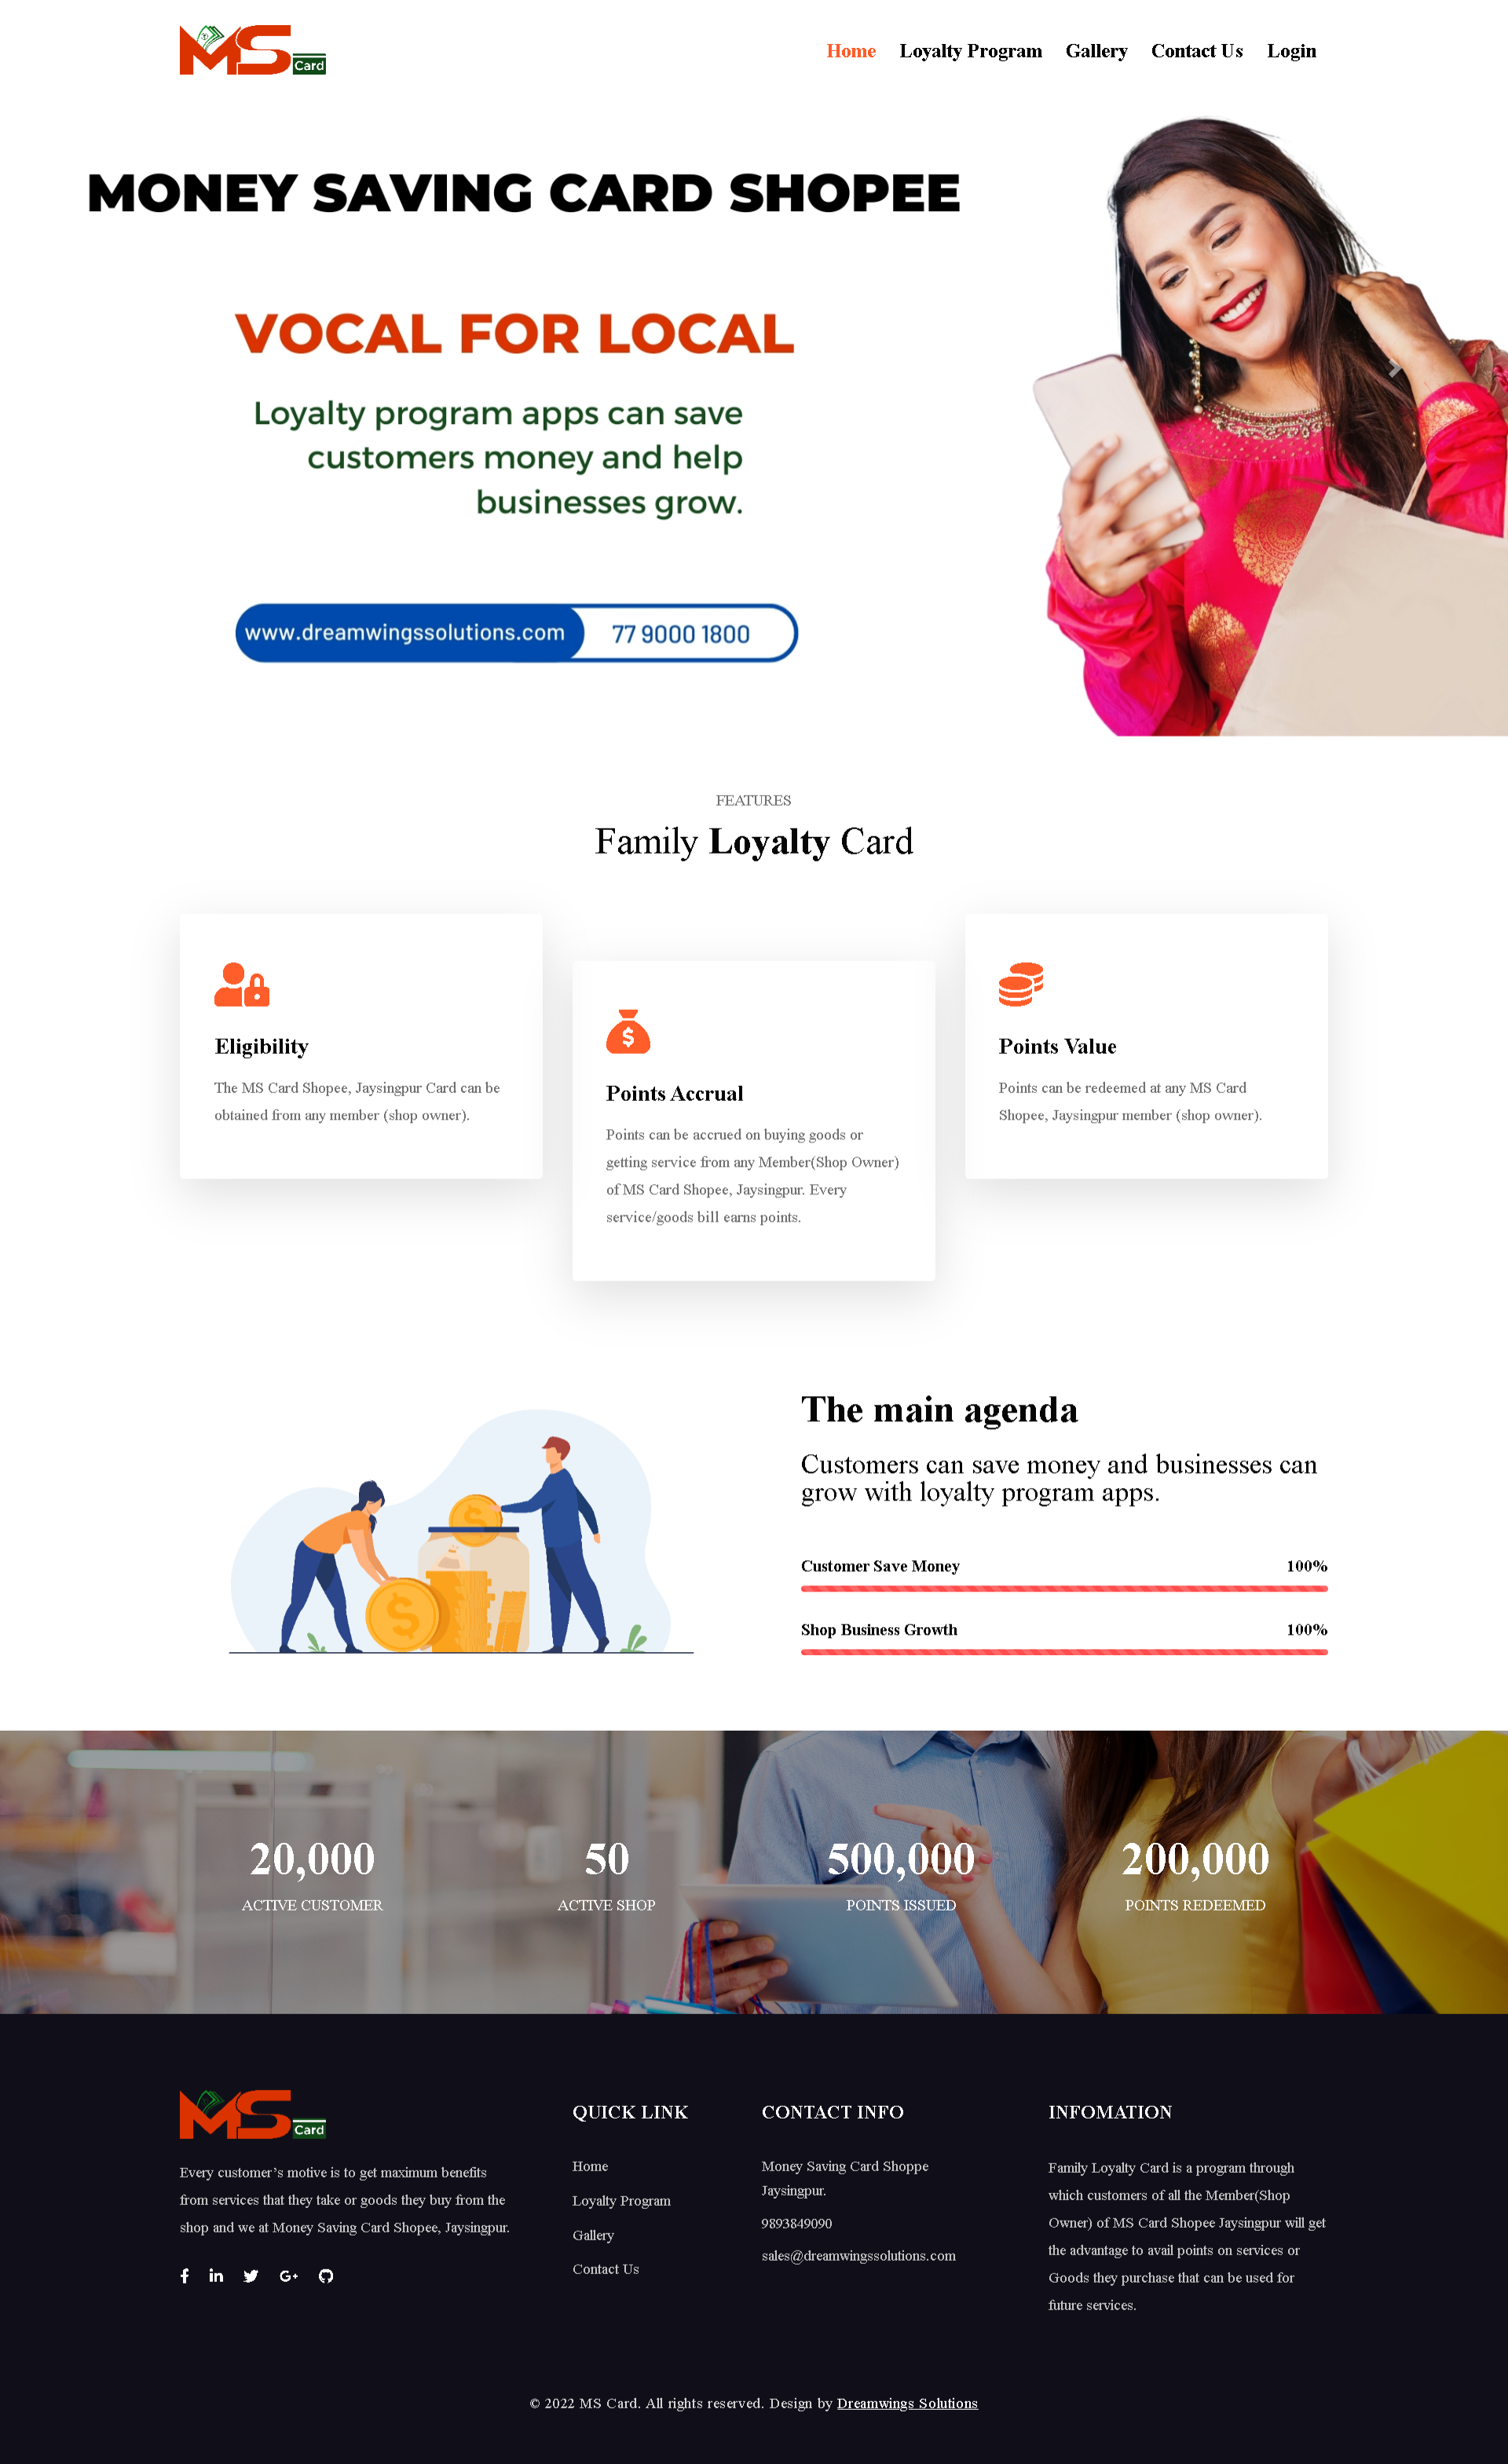 MS Card
Home Loyalty Program Gallery Contact Us Login
MONEY SAVING CARD SHOPEE
VOCAL FOR LOCAL
Loyalty program apps can save
customers money and help
businesses grow.
www.dreamwingssolutions.com 77 9000 1800
FEATURES
Family Loyalty Card
Eligibility
The MS Card Shopee, Jaysingpur Card can be
obtained from any member (shop owner).
Points Accrual
Points can be accrued on buying goods or
getting service from any Member(Shop Owner)
of MS Card Shopee, Jaysingpur. Every
service/goods bill earns points.
Points Value
Points can be redeemed at any MS Card
Shopee, Jaysingpur member (shop owner).
The main agenda
Customers can save money and businesses can
grow with loyalty program apps.
Customer Save Money 100%
Shop Business Growth 100%
20,000
ACTIVE CUSTOMER
50
ACTIVE SHOP
500,000
POINTS ISSUED
200,000
POINTS REDEEMED
MS Card
Every customer’s motive is to get maximum benefits
from services that they take or goods they buy from the
shop and we at Money Saving Card Shopee, Jaysingpur.
QUICK LINK
Home
Loyalty Program
Gallery
Contact Us
CONTACT INFO
Money Saving Card Shoppe
Jaysingpur.
9893849090
sales@dreamwingssolutions.com
INFOMATION
Family Loyalty Card is a program through
which customers of all the Member(Shop
Owner) of MS Card Shopee Jaysingpur will get
the advantage to avail points on services or
Goods they purchase that can be used for
future services.
© 2022 MS Card. All rights reserved. Design by Dreamwings Solutions